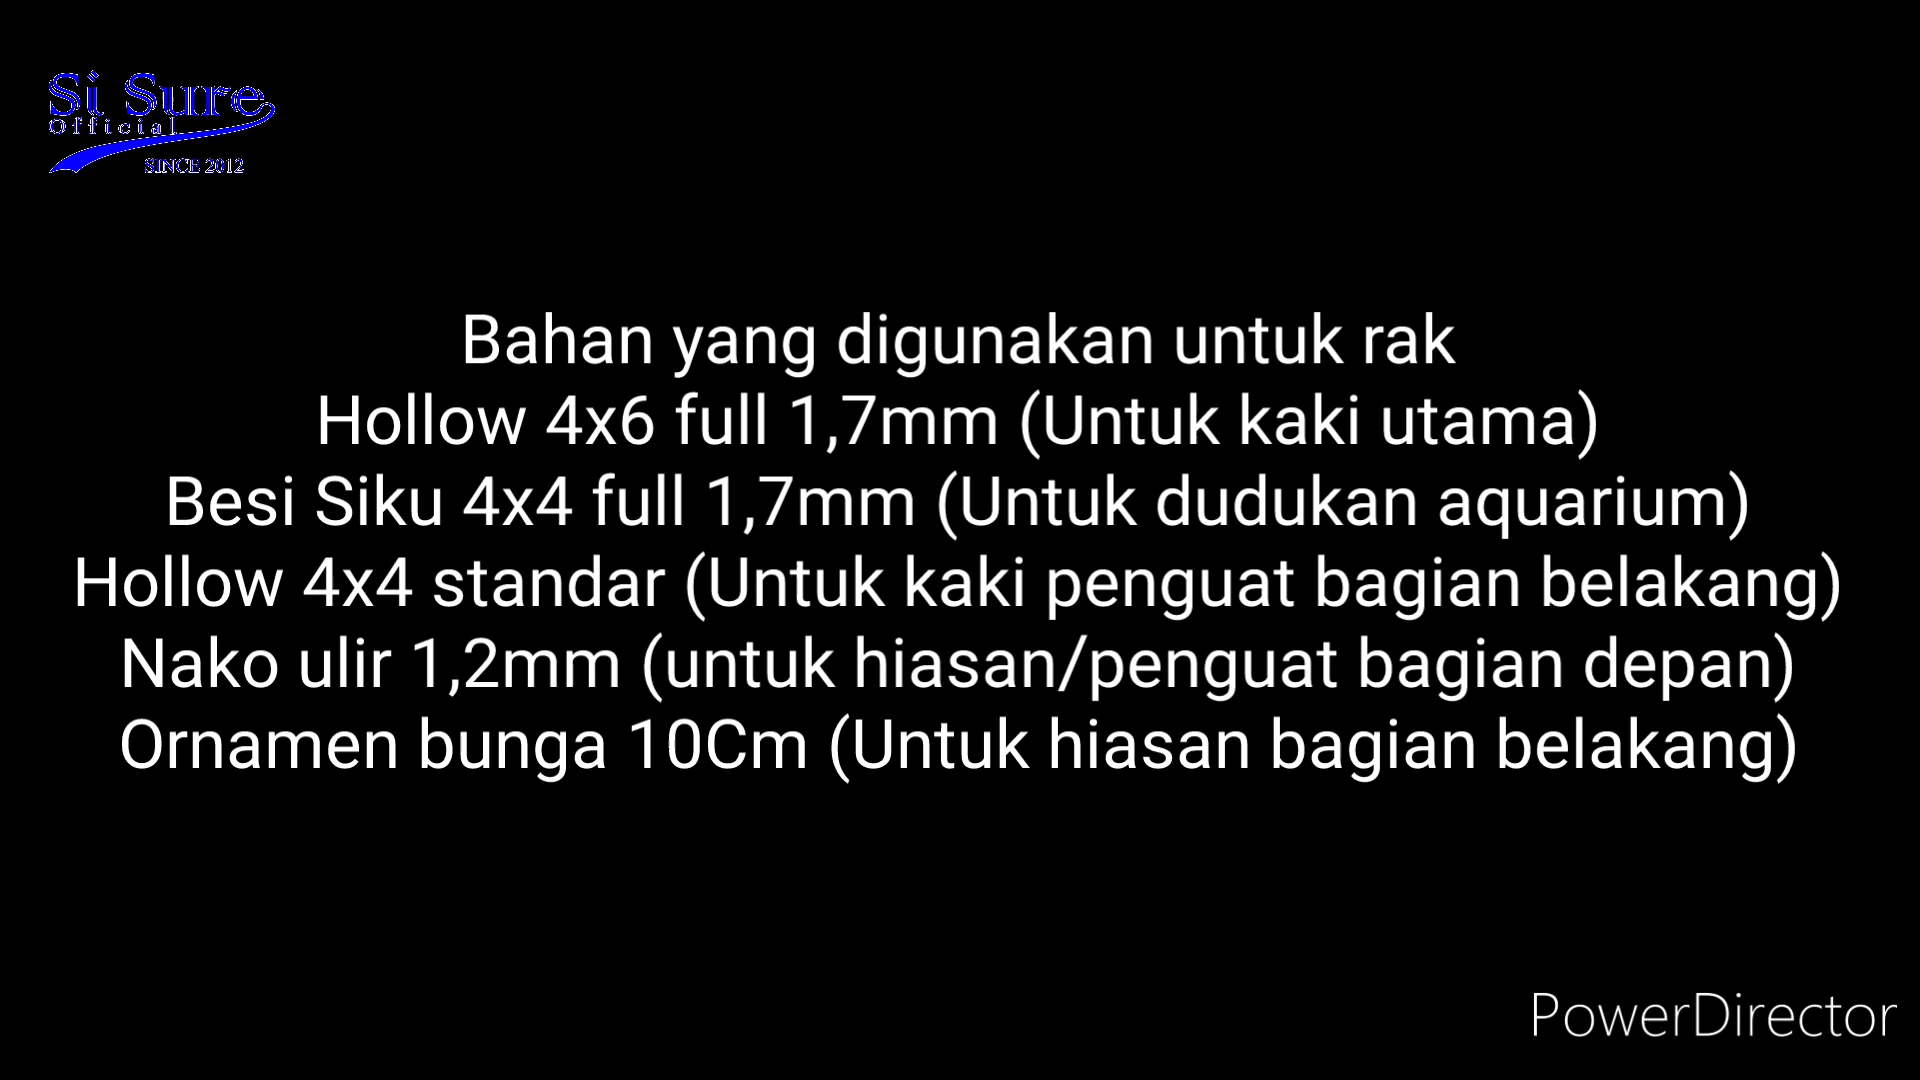 Si Sure
Official
SINCE 2012
Bahan yang digunakan untuk rak
Hollow 4x6 full 1,7mm (Untuk kaki utama)
Besi Siku 4x4 full 1,7mm (Untuk dudukan aquarium)
Hollow 4x4 standar (Untuk kaki penguat bagian belakang)
Nako ulir 1,2mm (untuk hiasan/penguat bagian depan)
Ornamen bunga 10Cm (Untuk hiasan bagian belakang)
PowerDirector